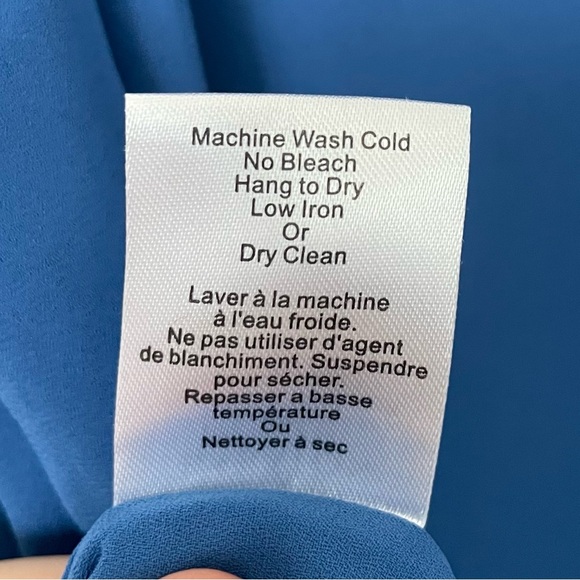 Machine Wash Cold
No Bleach
Hang to Dry
Low Iron
Or
Dry Clean
Laver à la machine
à l'eau froide.
Ne pas utiliser d'agent
de blanchiment. Suspendre
pour sécher.
Repasser a basse
température
Ou
Nettoyer à sec